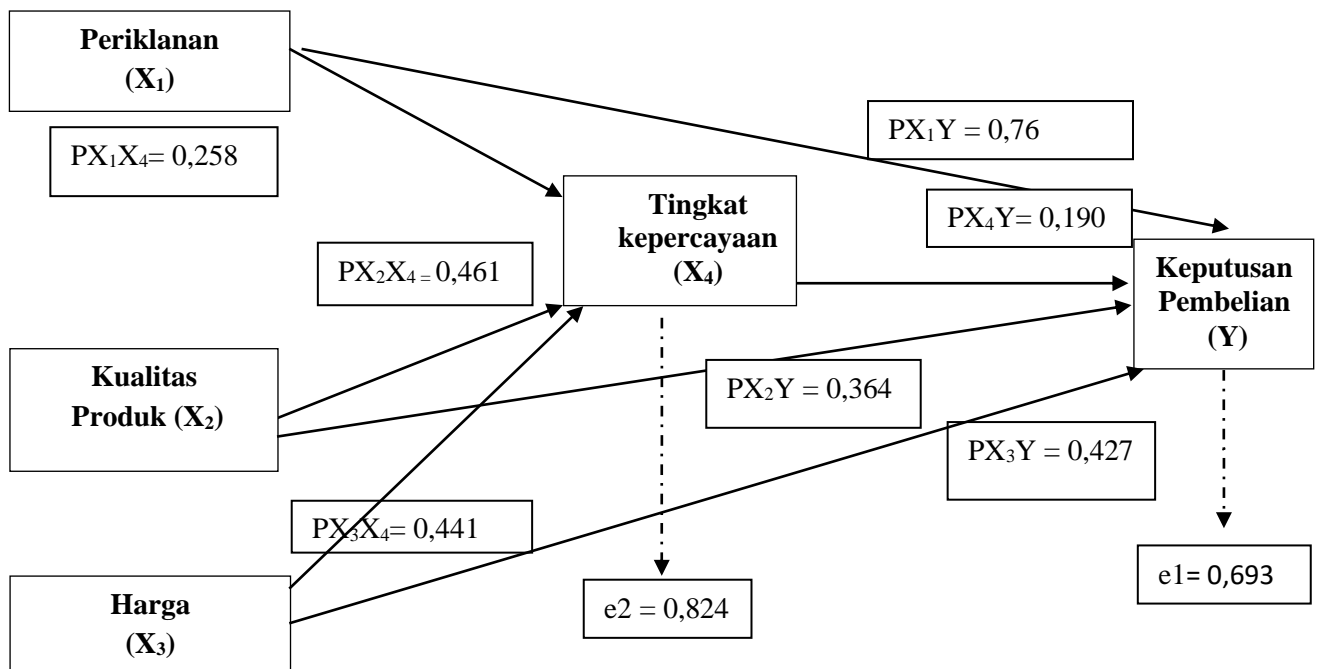 Periklanan
(X₁)
PX₁Y = 0,76
PX₁X₄= 0,258
Tingkat
kepercayaan
(X₄)
PX₄Y= 0,190
PX₂X₄ = 0,461
Keputusan
Pembelian
(Y)
Kualitas
Produk (X₂)
PX₂Y = 0,364
PX₃Y = 0,427
PX₃X₄= 0,441
e1= 0,693
Harga
(X₃)
e2 = 0,824